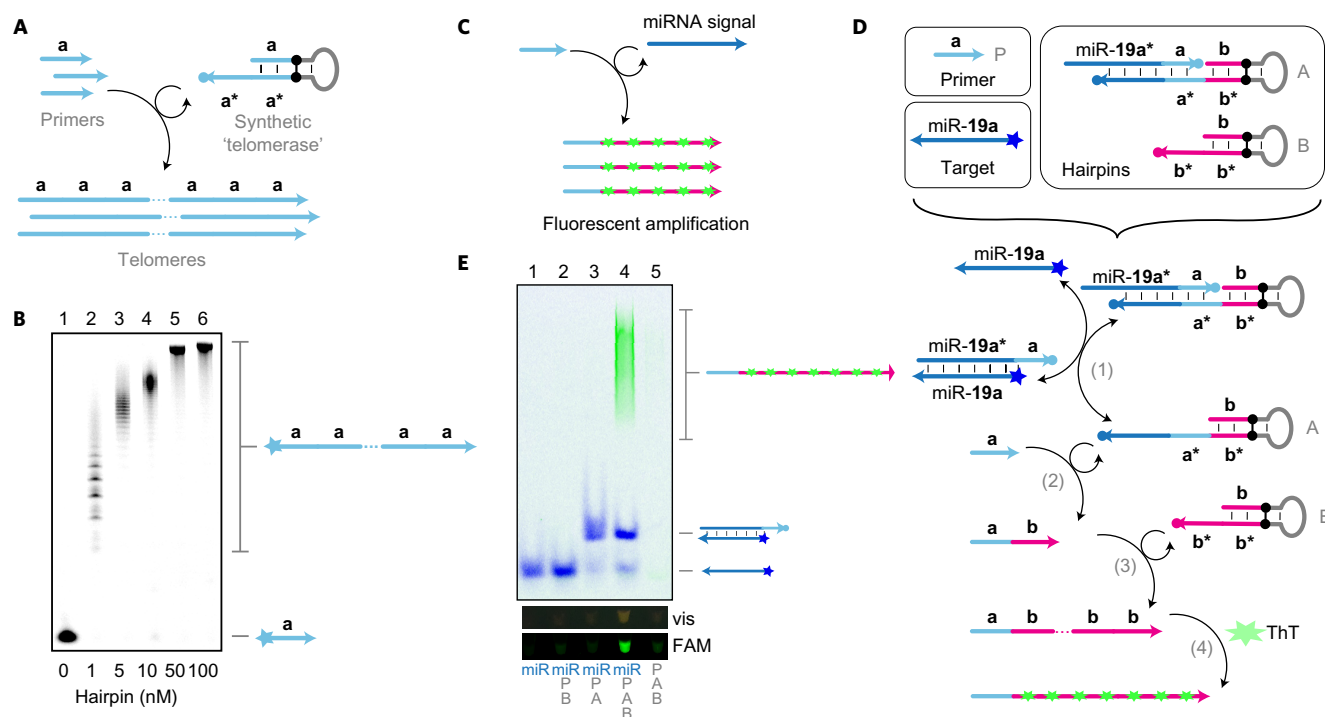 A
a
a
Primers
a* a*
Synthetic
'telomerase'
a a a a a a
Telomeres
B
1 2 3 4 5 6
a a a a
a
0 1 5 10 50 100
Hairpin (nM)
C
miRNA signal
Fluorescent amplification
D
a
P
Primer
miR-19a
Target
miR-19a* a b
A
a* b*
b
B
b* b*
Hairpins
miR-19a
miR-19a* a b
a* b*
miR-19a* a
miR-19a
(1)
b
A
a* b*
a
(2)
b
B
b* b*
a b
(3)
a b b b
ThT
(4)
E
1 2 3 4 5
vis
FAM
miR miR miR miR P
P P P A
B A A B
B